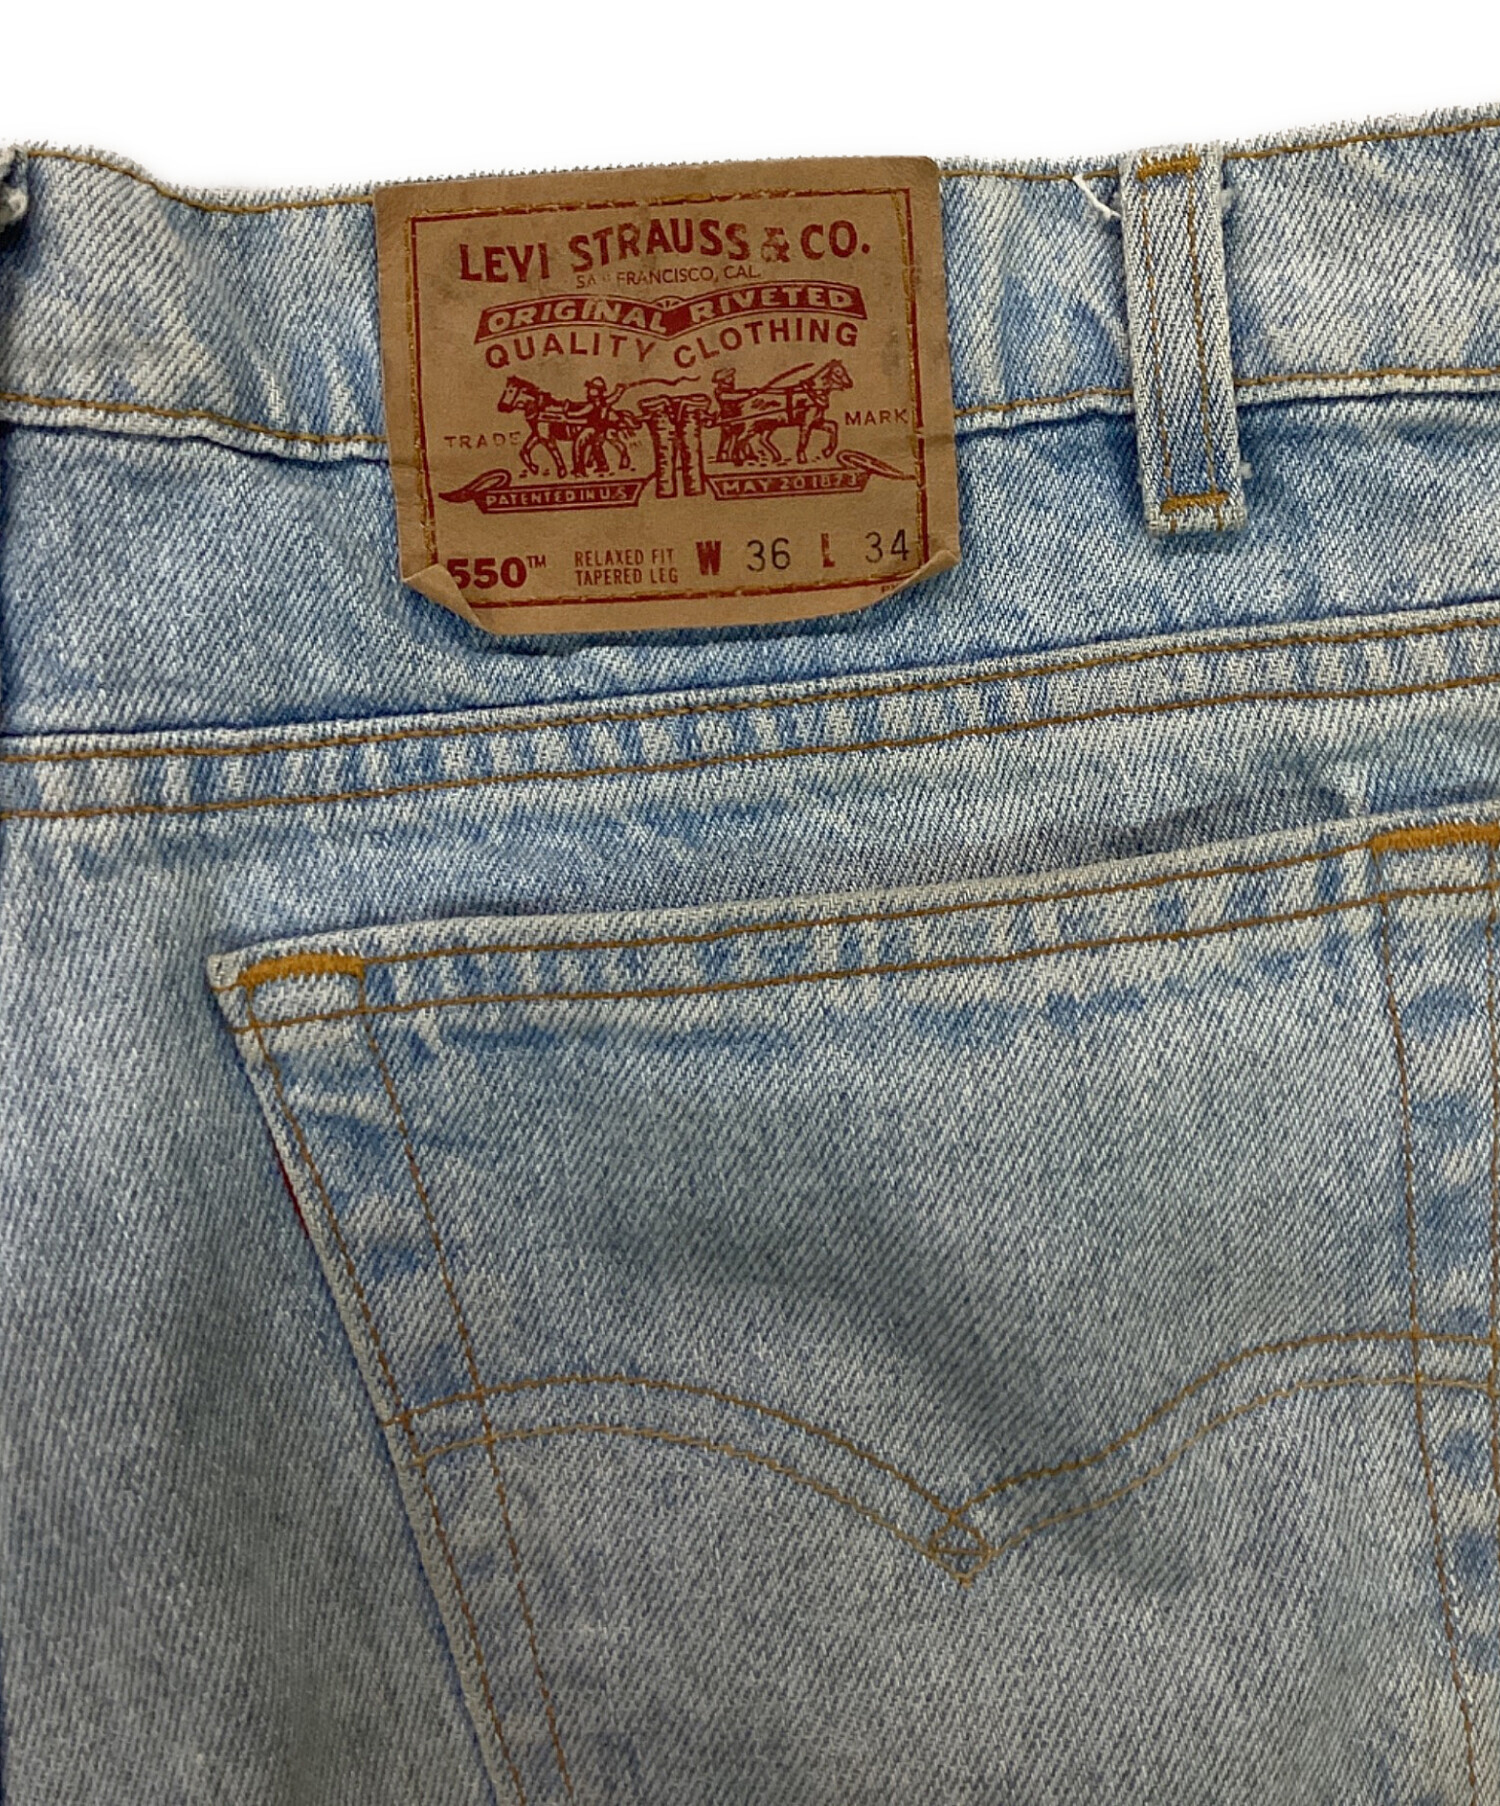 LEVI STRAUSS & CO.
SAN FRANCISCO, CAL.
ORIGINAL RIVETED
QUALITY CLOTHING
TRADE MARK
PATENTED IN U.S. MAY 20 1873
550™ RELAXED FIT W 36 L 34
TAPERED LEG